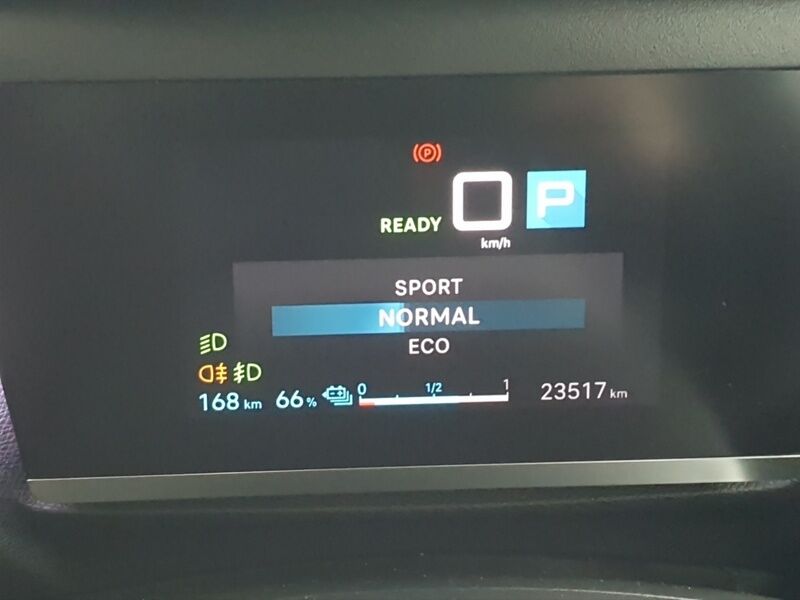 (P)
0 P
READY
km/h
SPORT
NORMAL
ECO
168 km 66% 0 1/2 1 23517 km